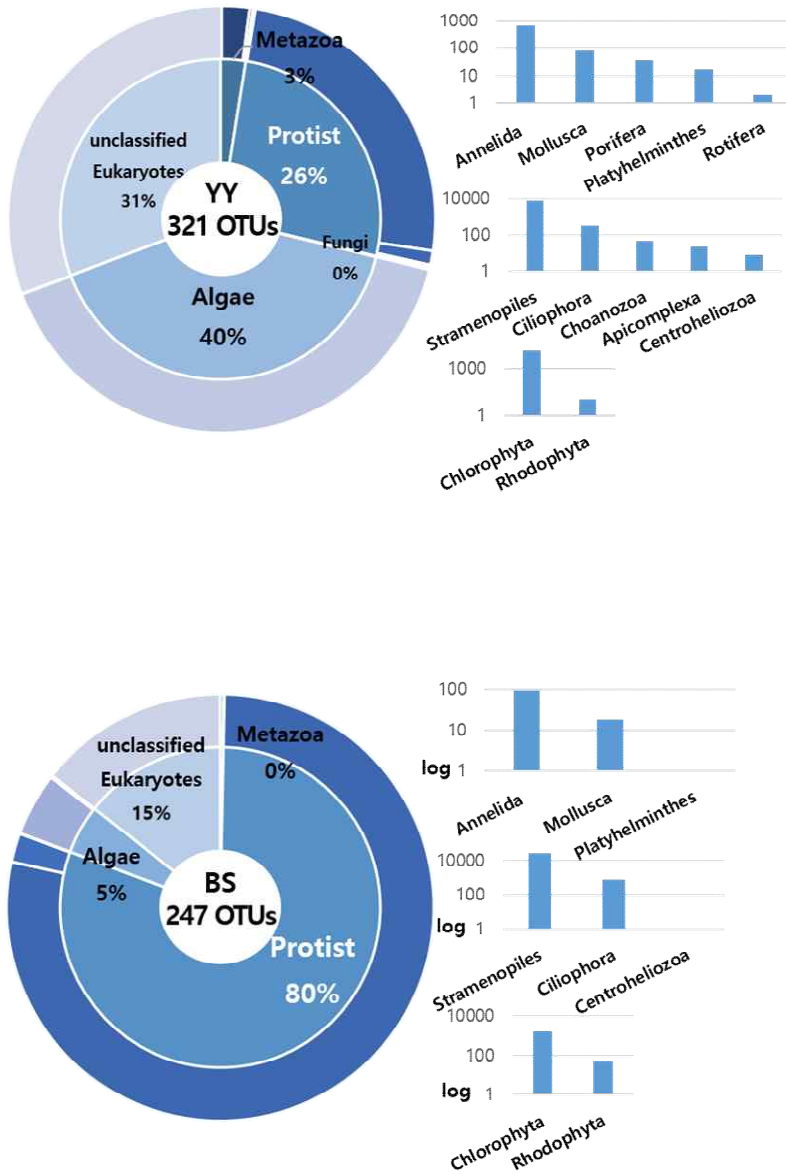 Metazoa
3%
Protist
26%
unclassified
Eukaryotes
31%
YY
321 OTUs
Fungi
0%
Algae
40%
1000
100
10
1
Annelida
Mollusca
Porifera
Platyhelminthes
Rotifera
10000
100
1
Stramenopiles
Ciliophora
Choanozoa
Apicomplexa
Centroheliozoa
1000
1
Chlorophyta
Rhodophyta
Metazoa
0%
unclassified
Eukaryotes
15%
Algae
5%
BS
247 OTUs
Protist
80%
100
10
log 1
Annelida
Mollusca
Platyhelminthes
10000
100
log 1
Stramenopiles
Ciliophora
Centroheliozoa
10000
100
log 1
Chlorophyta
Rhodophyta